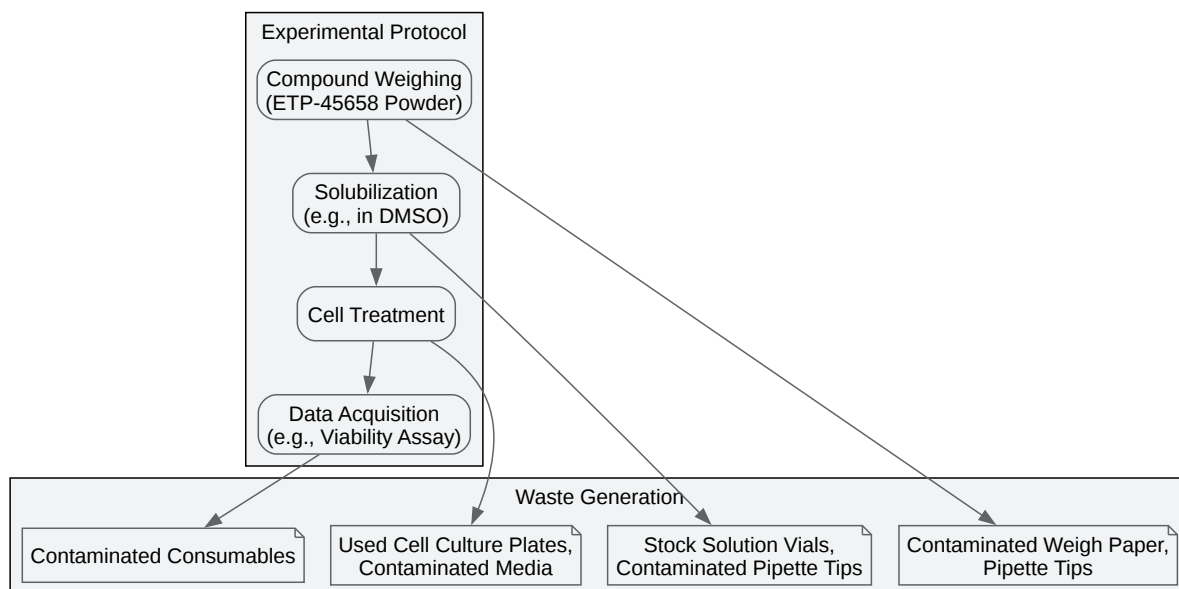 Experimental Protocol
Compound Weighing
(ETP-45658 Powder)
Solubilization
(e.g., in DMSO)
Cell Treatment
Data Acquisition
(e.g., Viability Assay)
Waste Generation
Contaminated Consumables
Used Cell Culture Plates,
Contaminated Media
Stock Solution Vials,
Contaminated Pipette Tips
Contaminated Weigh Paper,
Pipette Tips